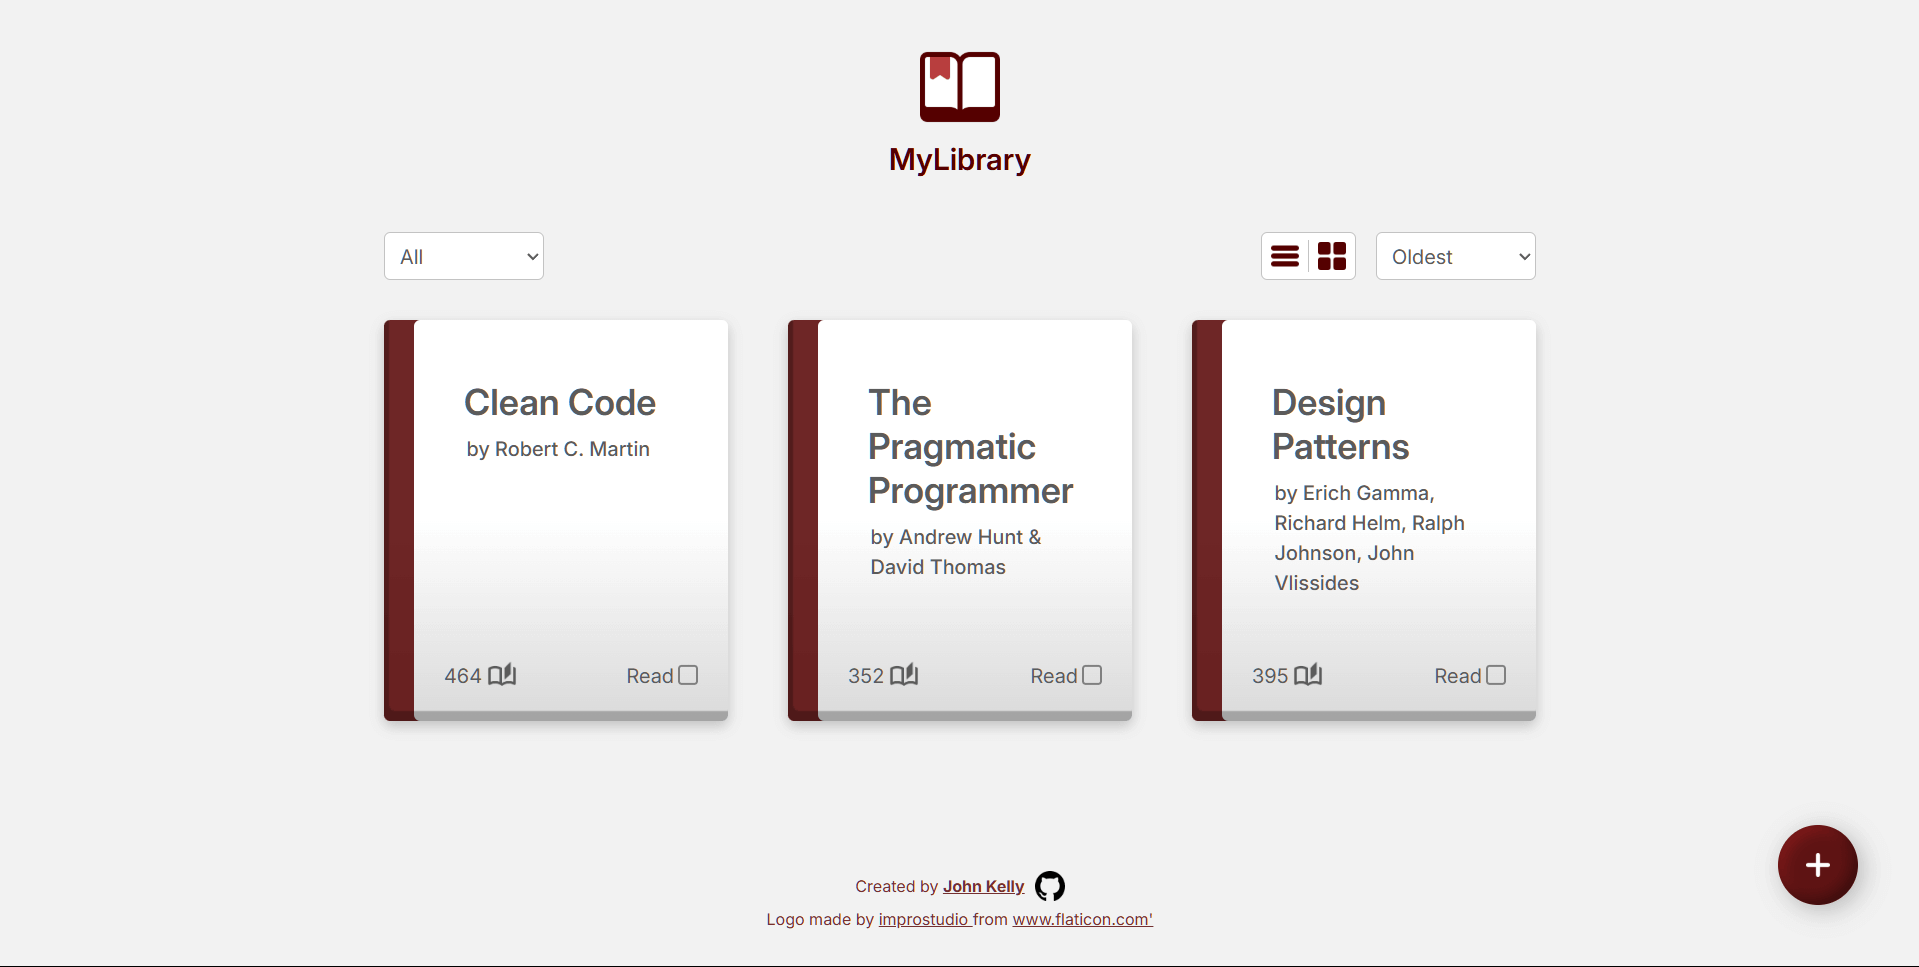 MyLibrary
All
Oldest
Clean Code
by Robert C. Martin
464
Read
The
Pragmatic
Programmer
by Andrew Hunt &
David Thomas
352
Read
Design
Patterns
by Erich Gamma,
Richard Helm, Ralph
Johnson, John
Vlissides
395
Read
Created by John Kelly
Logo made by improstudio from www.flaticon.com'